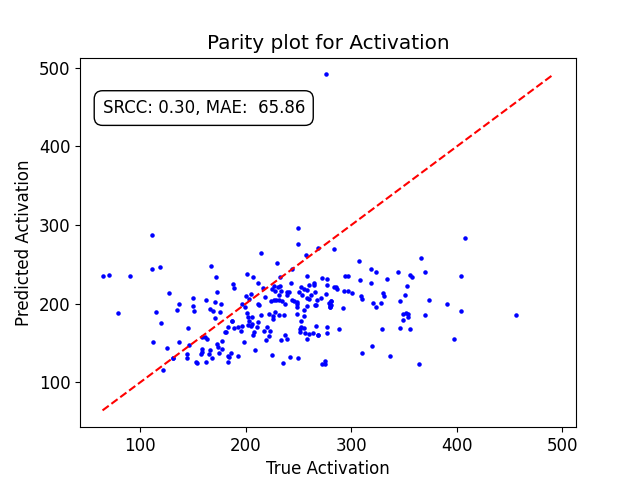 Parity plot for Activation
SRCC: 0.30, MAE:  65.86
Predicted Activation
500
400
300
200
100
100 200 300 400 500
True Activation